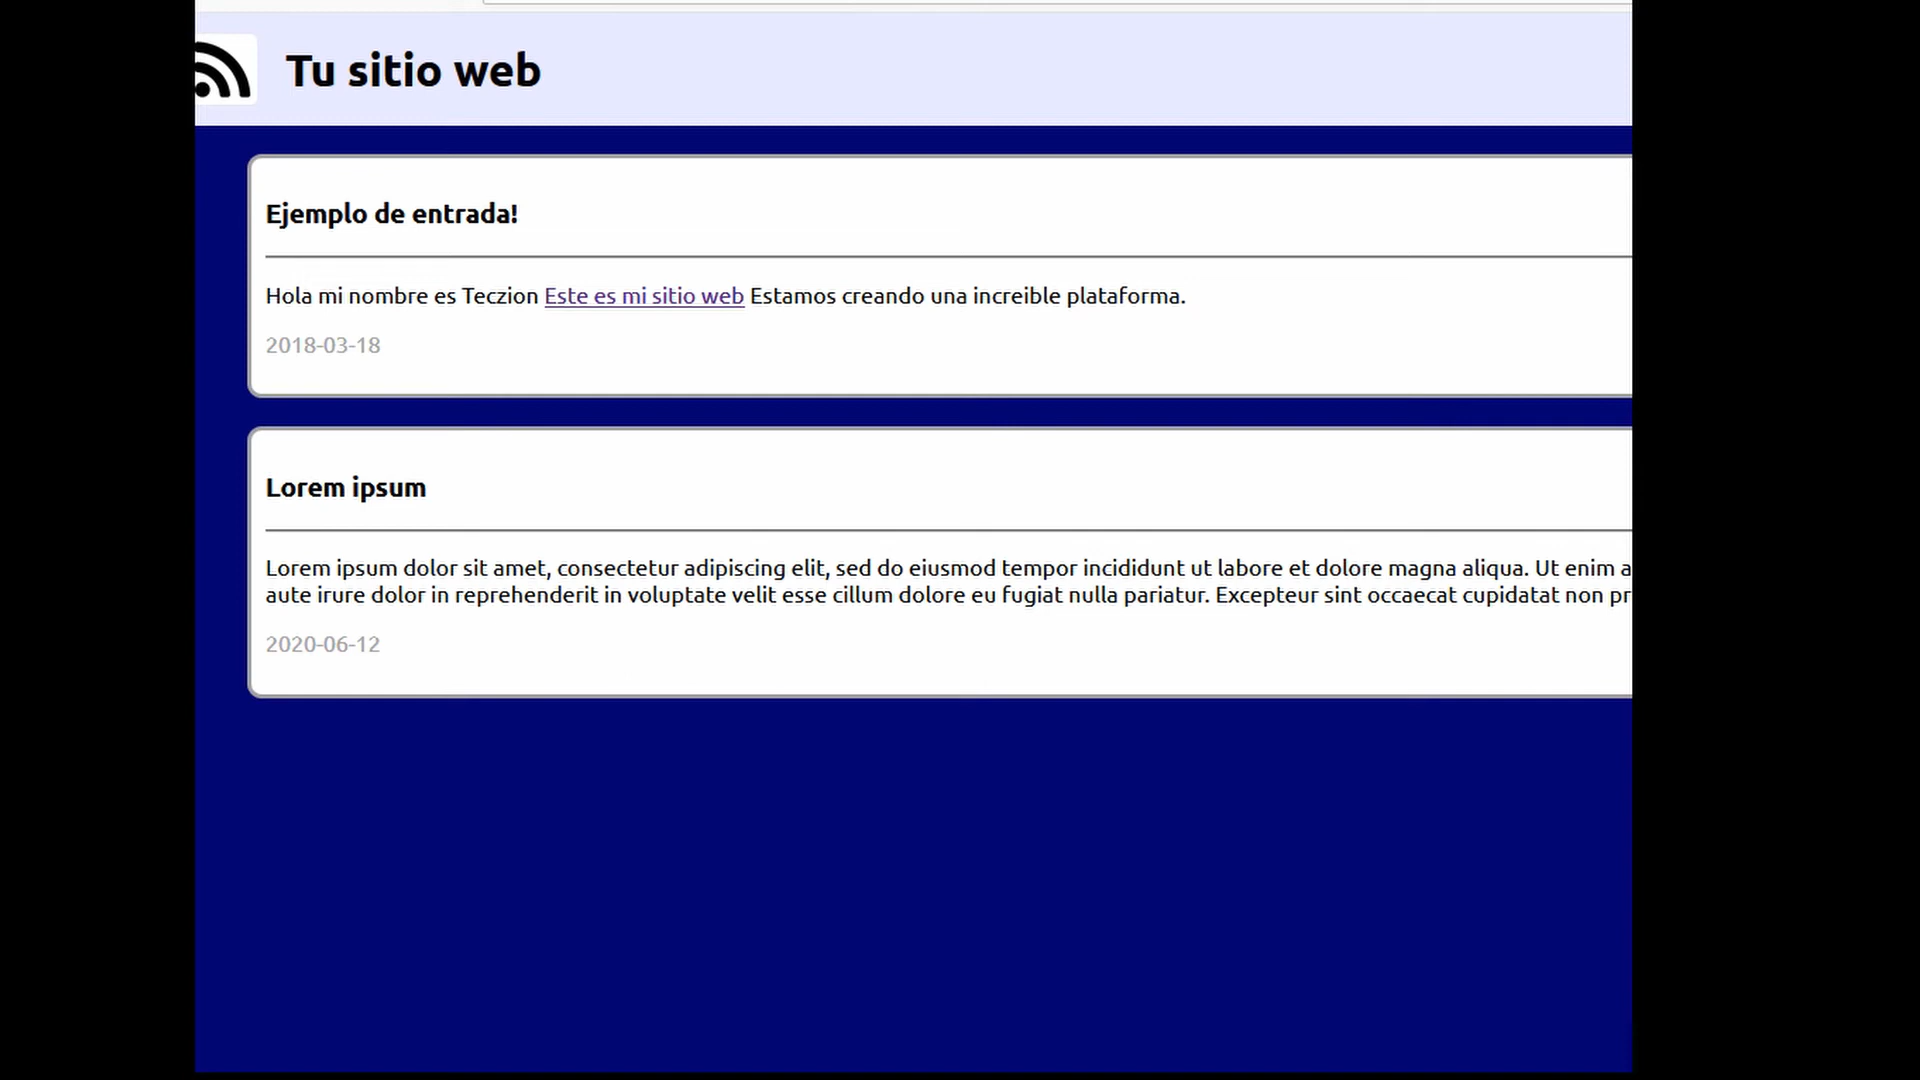 Tu sitio web
Ejemplo de entrada!
Hola mi nombre es Teczion Este es mi sitio web Estamos creando una increible plataforma.
2018-03-18
Lorem ipsum
Lorem ipsum dolor sit amet, consectetur adipiscing elit, sed do eiusmod tempor incididunt ut labore et dolore magna aliqua. Ut enim a
aute irure dolor in reprehenderit in voluptate velit esse cillum dolore eu fugiat nulla pariatur. Excepteur sint occaecat cupidatat non pr
2020-06-12